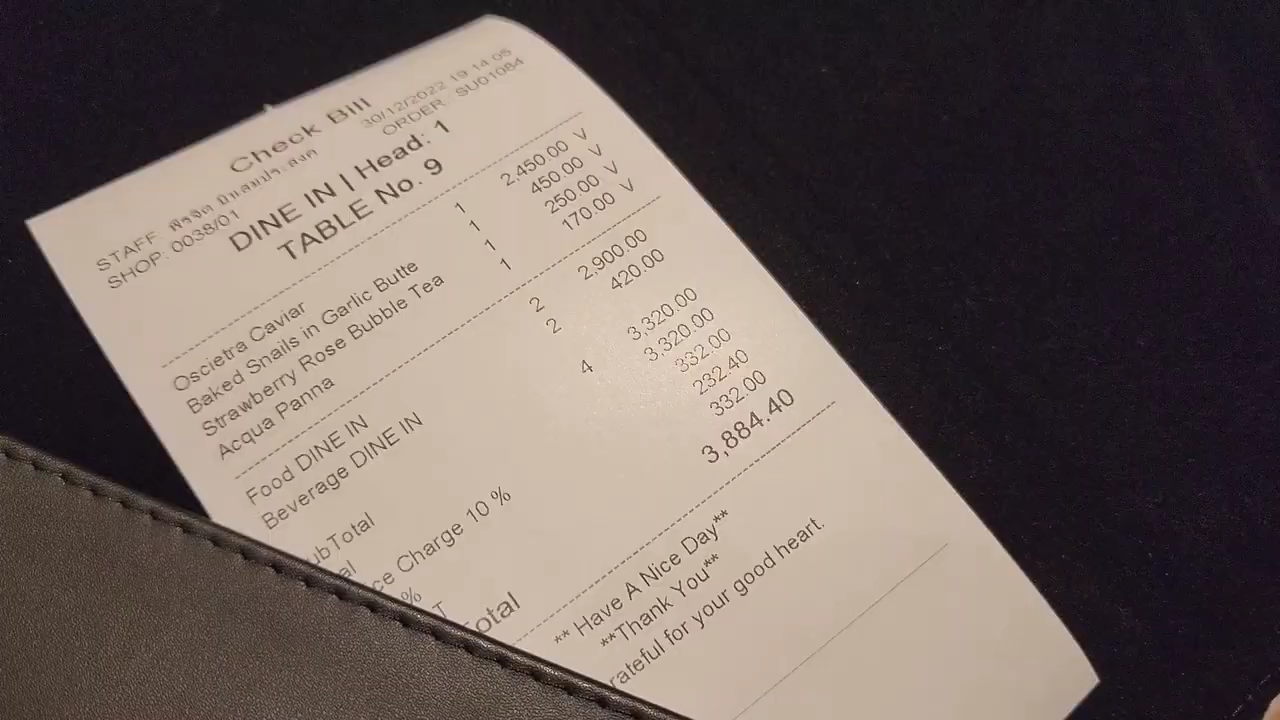 Check Bill
30/12/2022 19:14:05
STAFF
ORDER: SU01084
SHOP: 0038/01
DINE IN | Head: 1
TABLE No. 9
Oscietra Caviar 1 2,450.00 V
Baked Snails in Garlic Butte 1 450.00 V
Strawberry Rose Bubble Tea 1 250.00 V
Acqua Panna 1 170.00 V
Food DINE IN 2 2,900.00
Beverage DINE IN 2 420.00
ubTotal 4 3,320.00
al 3,320.00
ce Charge 10 % 332.00
% 232.40
T 332.00
otal 3,884.40
** Have A Nice Day**
**Thank You**
rateful for your good heart.